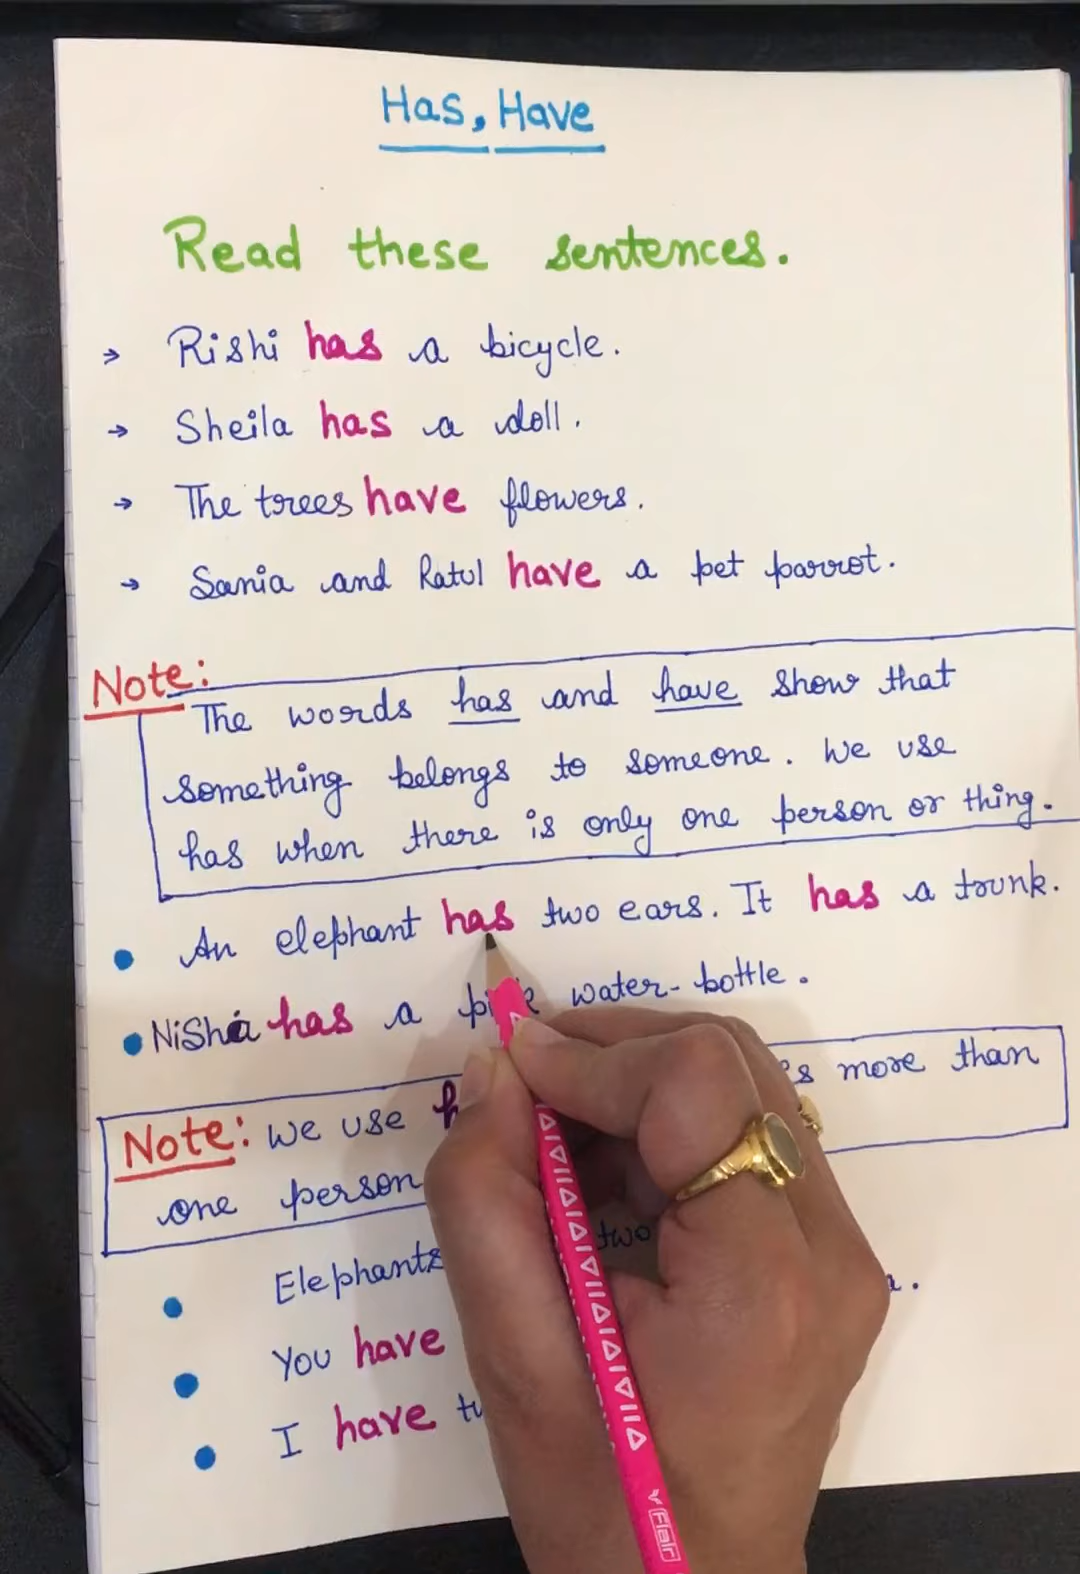 Has, Have
Read these sentences.
→ Rishi has a bicycle.
→ Sheila has a doll.
→ The trees have flowers.
→ Sania and Ratul have a pet parrot.
Note:
The words has and have show that
something belongs to someone. We use
has when there is only one person or thing.
• An elephant has two ears. It has a trunk.
• Nisha has a water-bottle.
Note: We use more than
one person
• Elephants two
• You have
• I have
Flair